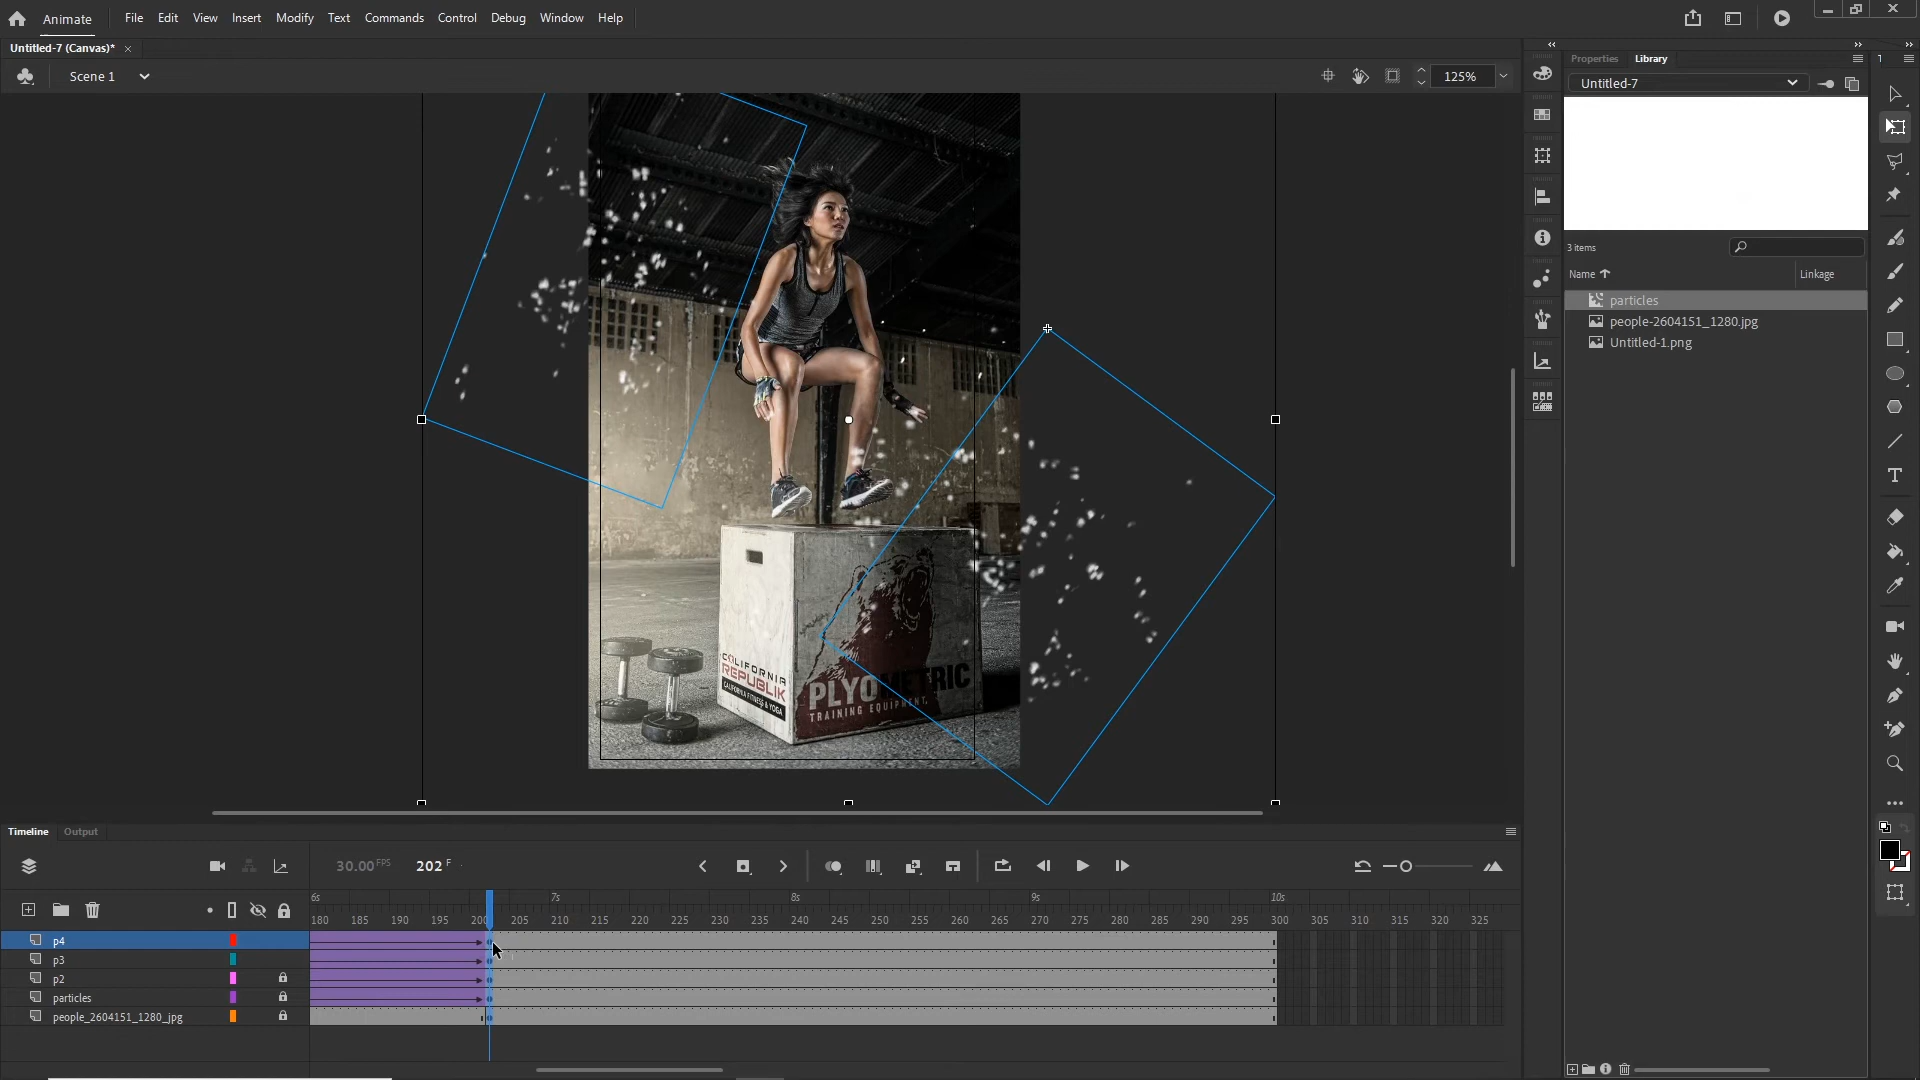 Animate File Edit View Insert Modify Text Commands Control Debug Window Help
Untitled-7 (Canvas)* ×
Scene 1 125%
Properties Library
Untitled-7
3 items
Name Linkage
particles
people-2604151_1280.jpg
Untitled-1.png
CALIFORNIA
REPUBLIK
CALIFORNIA FITNESS & YOGA
PLYOMETRIC
TRAINING EQUIPMENT.
Timeline Output
30.00 FPS 202 F
6s 7s 8s 9s 10s
180 185 190 195 200 205 210 215 220 225 230 235 240 245 250 255 260 265 270 275 280 285 290 295 300 305 310 315 320 325
p4
p3
p2
particles
people_2604151_1280_jpg